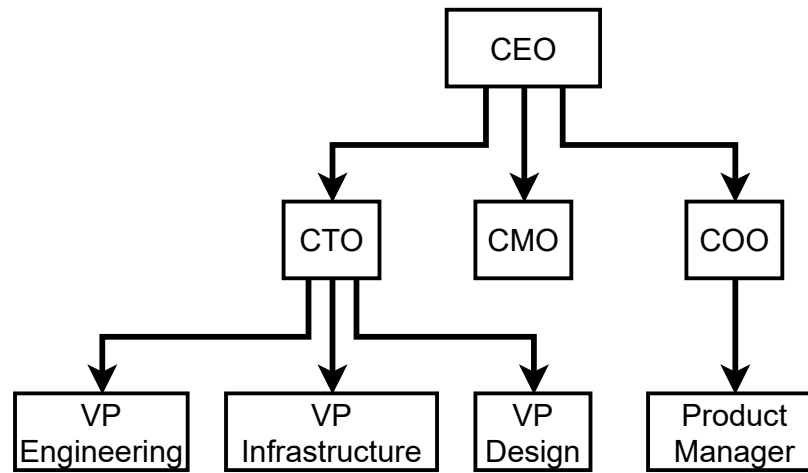 CEO
CTO
CMO
COO
VP
Engineering
VP
Infrastructure
VP
Design
Product
Manager